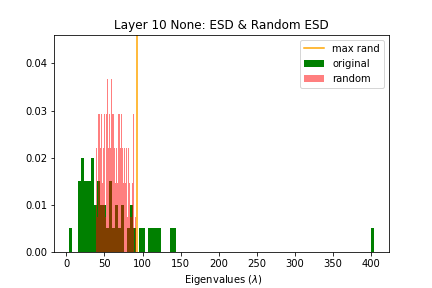 Layer 10 None: ESD & Random ESD
max rand
original
random
0.04
0.03
0.02
0.01
0.00
0 50 100 150 200 250 300 350 400
Eigenvalues (λ)